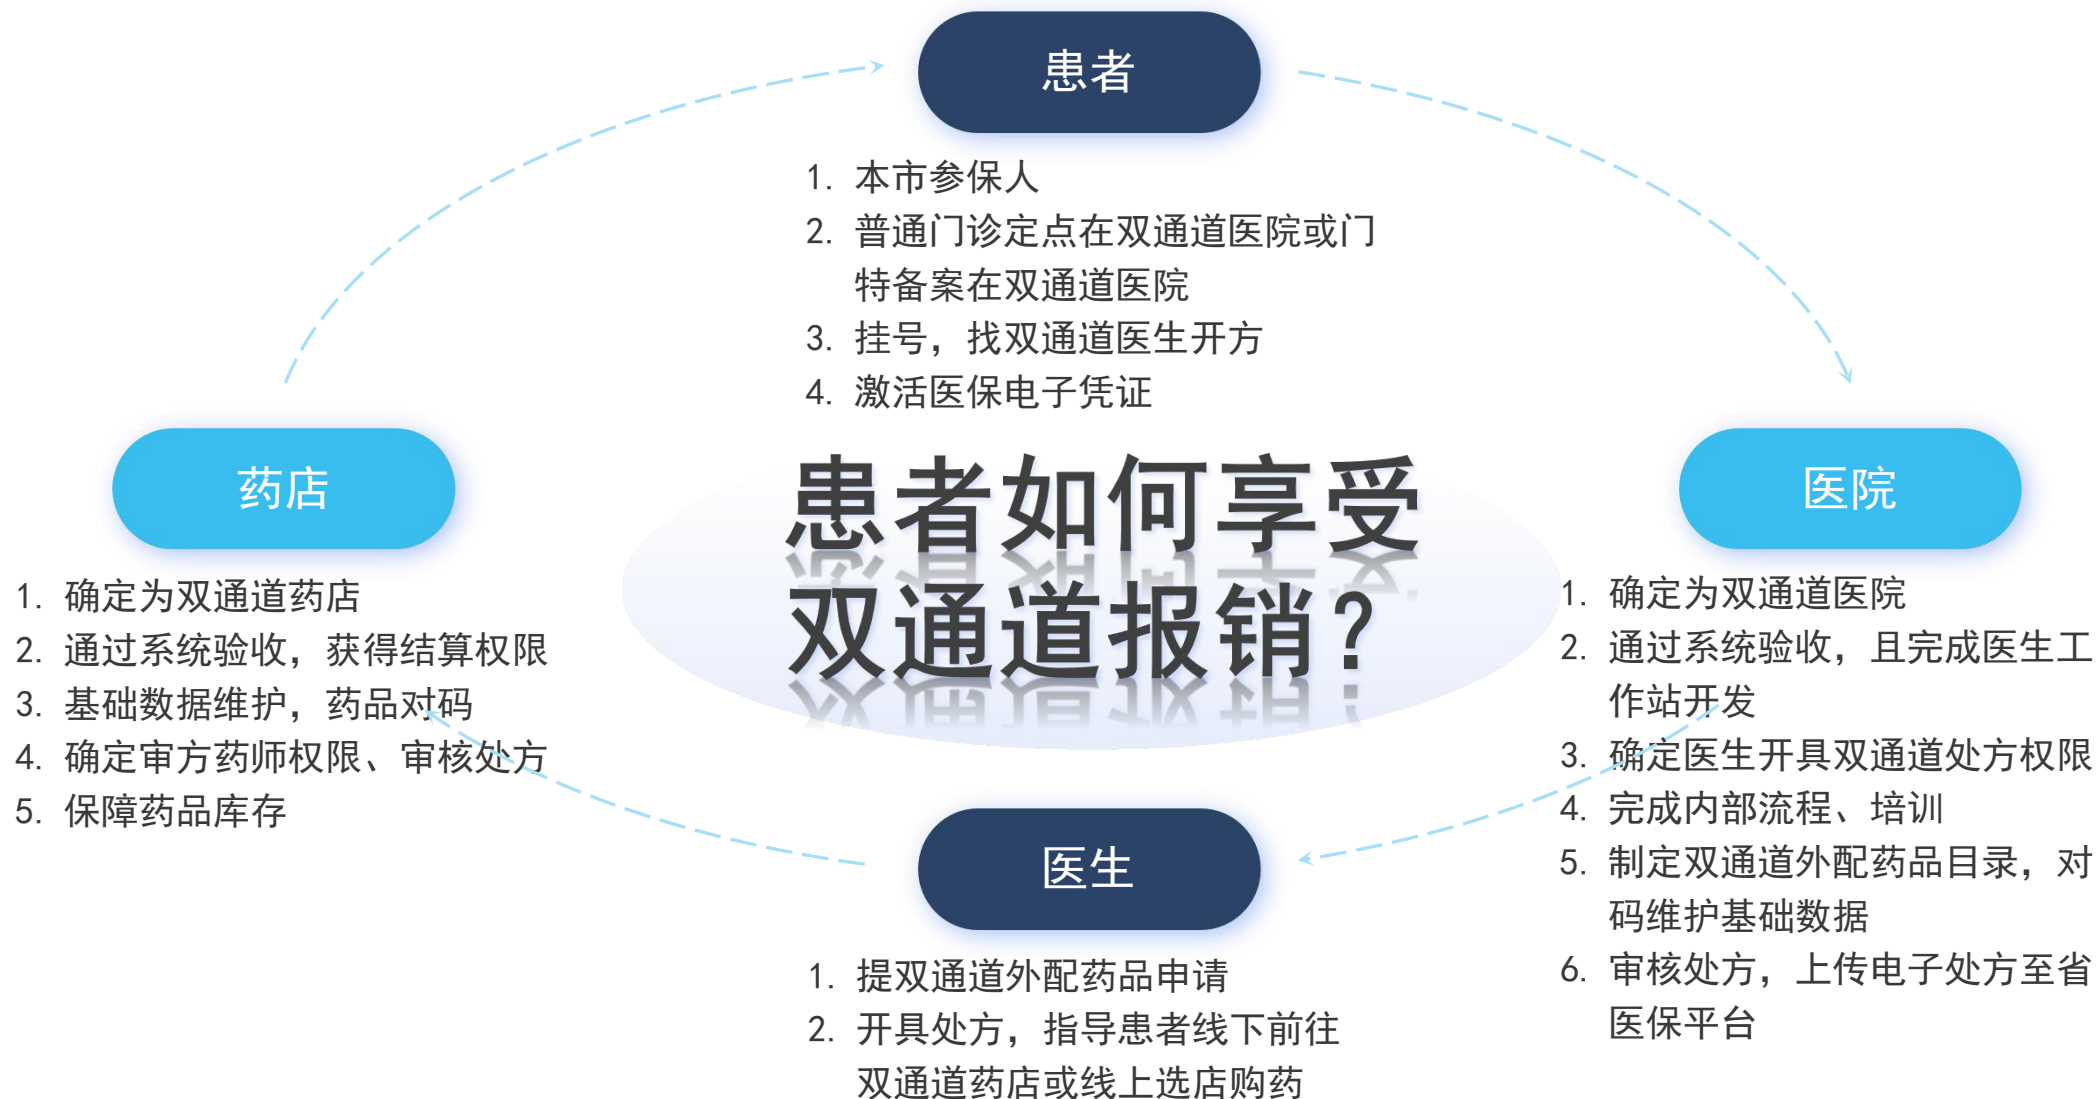 患者
1. 本市参保人
2. 普通门诊定点在双通道医院或门
特备案在双通道医院
3. 挂号，找双通道医生开方
4. 激活医保电子凭证
患者如何享受
双通道报销？
药店
1. 确定为双通道药店
2. 通过系统验收，获得结算权限
3. 基础数据维护，药品对码
4. 确定审方药师权限、审核处方
5. 保障药品库存
医院
1. 确定为双通道医院
2. 通过系统验收，且完成医生工
作站开发
3. 确定医生开具双通道处方权限
4. 完成内部流程、培训
5. 制定双通道外配药品目录，对
码维护基础数据
6. 审核处方，上传电子处方至省
医保平台
医生
1. 提双通道外配药品申请
2. 开具处方，指导患者线下前往
双通道药店或线上选店购药